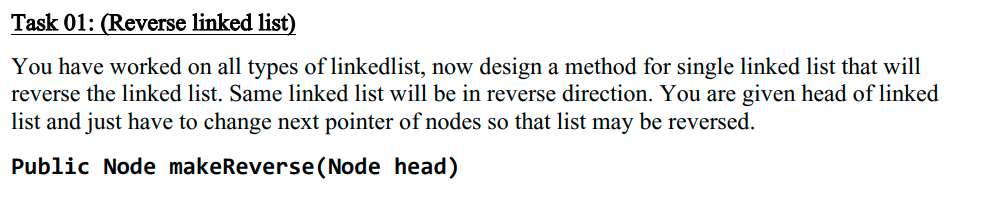 Task 01: (Reverse linked list)
You have worked on all types of linkedlist, now design a method for single linked list that will
reverse the linked list. Same linked list will be in reverse direction. You are given head of linked
list and just have to change next pointer of nodes so that list may be reversed.
Public Node makeReverse(Node head)